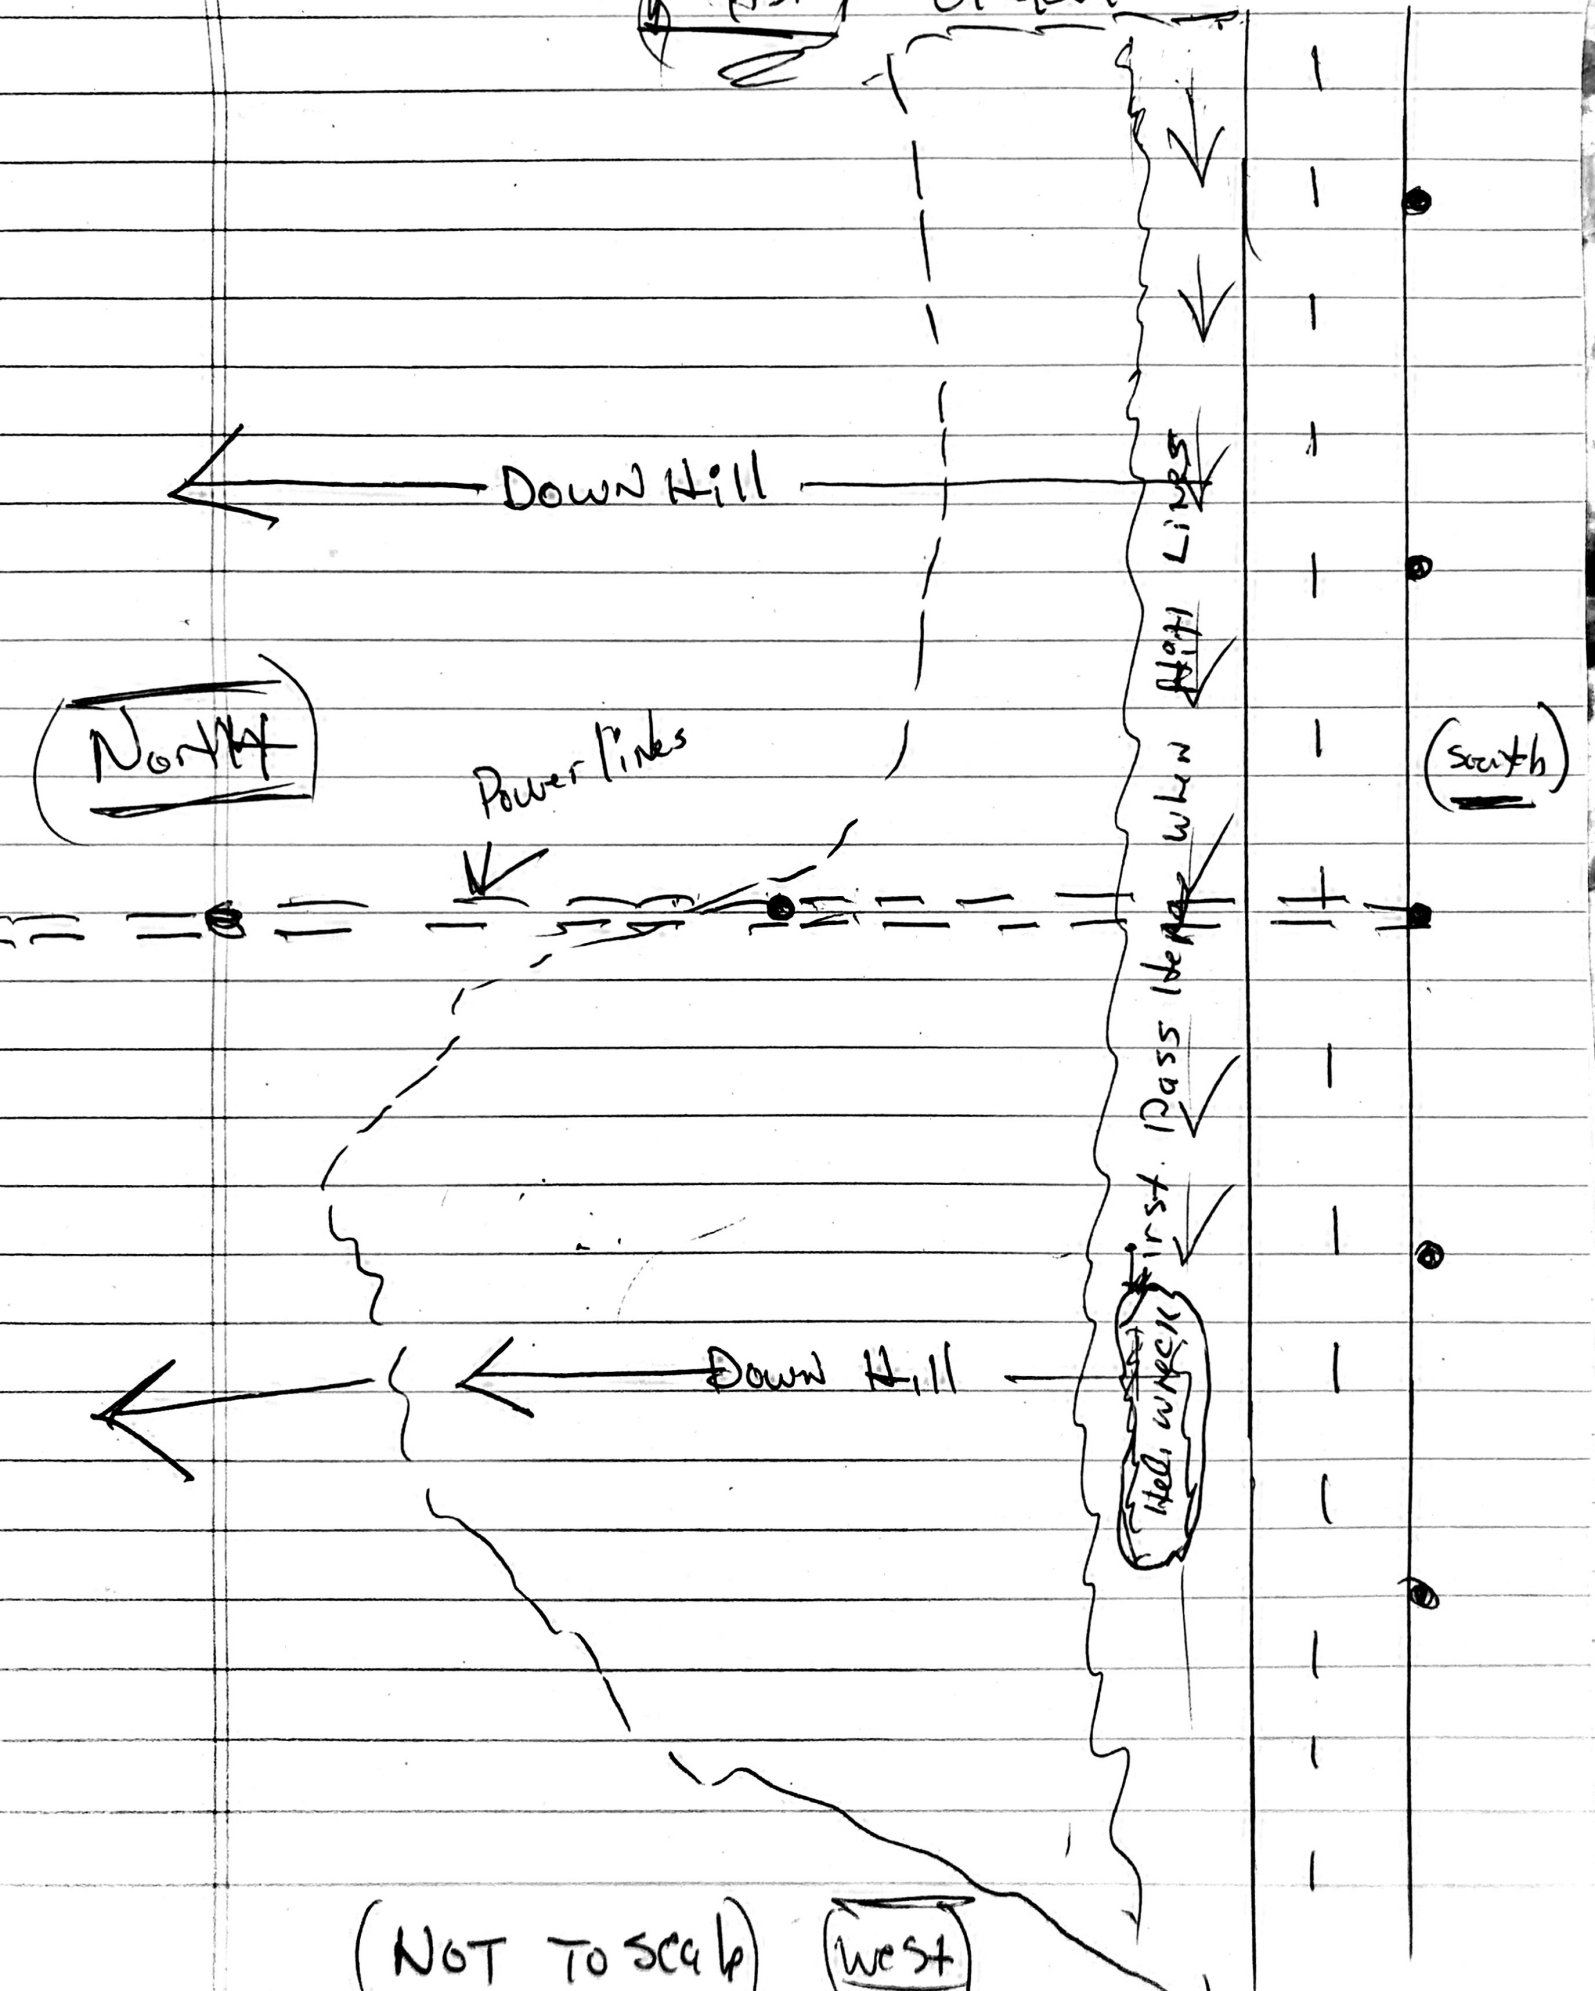 Down Hill
North
Power lines
(South)
First Pass Here when Hit Lines
Down Hill
Heli wreck
(NOT TO Scale)
West